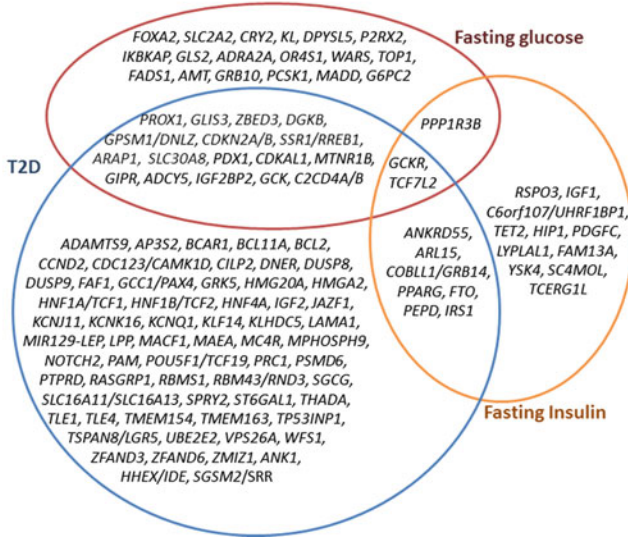 FOXA2, SLC2A2, CRY2, KL, DPYSL5, P2RX2,
IKBKAP, GLS2, ADRA2A, OR4S1, WARS, TOP1,
FADS1, AMT, GRB10, PCSK1, MADD, G6PC2
Fasting glucose
PROX1, GLIS3, ZBED3, DGKB,
GPSM1/DNLZ, CDKN2A/B, SSR1/RREB1,
ARAP1, SLC30A8, PDX1, CDKAL1, MTNR1B,
GIPR, ADCY5, IGF2BP2, GCK, C2CD4A/B
PPP1R3B
T2D
GCKR,
TCF7L2
RSPO3, IGF1,
C6orf107/UHRF1BP1,
TET2, HIP1, PDGFC,
LYPLAL1, FAM13A,
YSK4, SC4MOL,
TCERG1L
ANKRD55,
ARL15,
COBLL1/GRB14,
PPARG, FTO,
PEPD, IRS1
ADAMTS9, AP3S2, BCAR1, BCL11A, BCL2,
CCND2, CDC123/CAMK1D, CILP2, DNER, DUSP8,
DUSP9, FAF1, GCC1/PAX4, GRK5, HMG20A, HMGA2,
HNF1A/TCF1, HNF1B/TCF2, HNF4A, IGF2, JAZF1,
KCNJ11, KCNK16, KCNQ1, KLF14, KLHDC5, LAMA1,
MIR129-LEP, LPP, MACF1, MAEA, MC4R, MPHOSPH9,
NOTCH2, PAM, POU5F1/TCF19, PRC1, PSMD6,
PTPRD, RASGRP1, RBMS1, RBM43/RND3, SGCG,
SLC16A11/SLC16A13, SPRY2, ST6GAL1, THADA,
TLE1, TLE4, TMEM154, TMEM163, TP53INP1,
TSPAN8/LGR5, UBE2E2, VPS26A, WFS1,
ZFAND3, ZFAND6, ZMIZ1, ANK1,
HHEX/IDE, SGSM2/SRR
Fasting Insulin